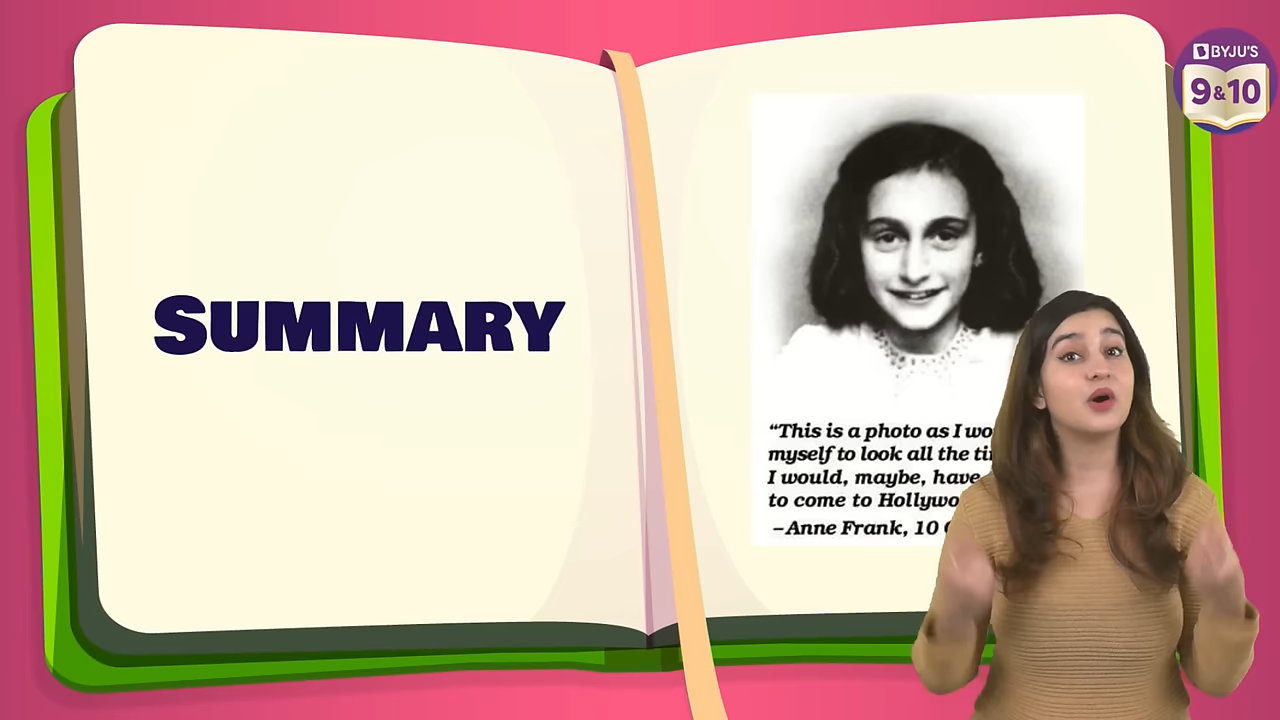 SUMMARY
"This is a photo as I
myself to look all the
I would, maybe, have
to come to
–Anne Frank, 10
BYJU'S
9&10